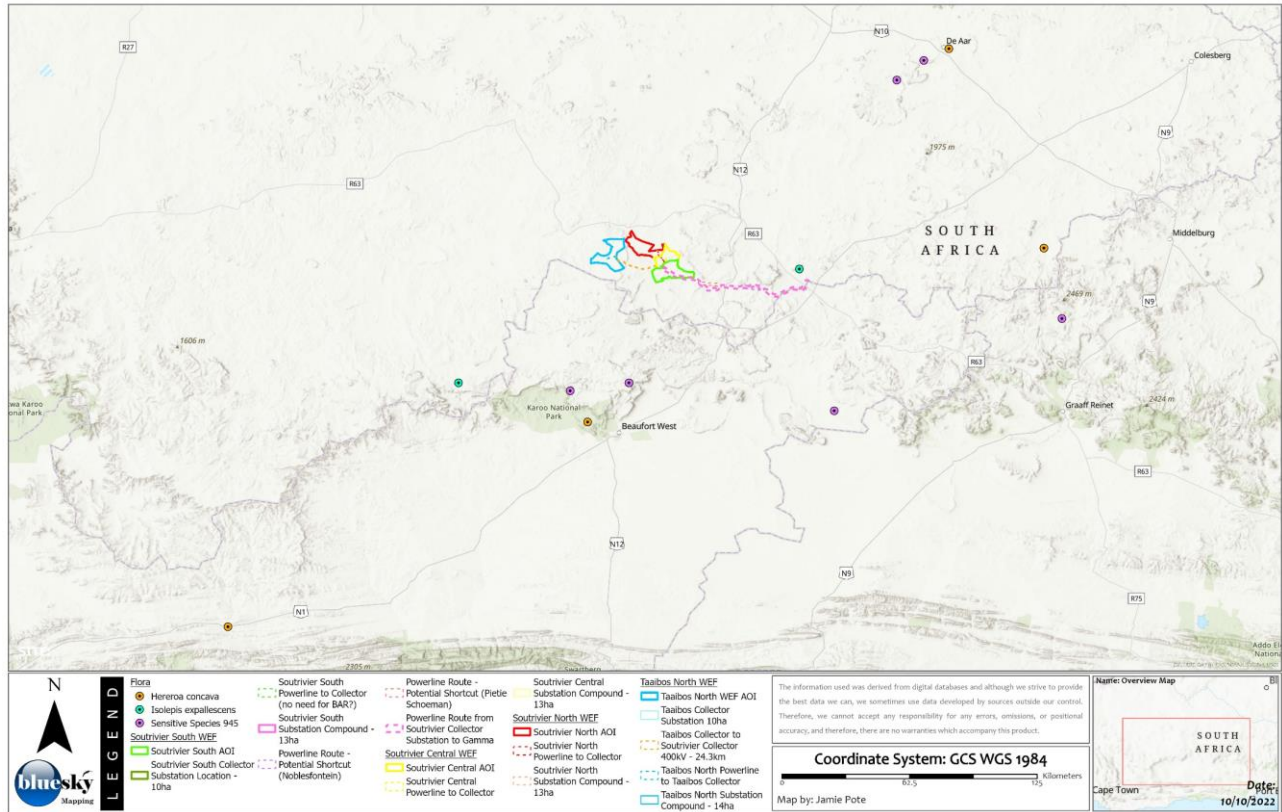 R27
N10
De Aar
Colesberg
N9
1975 m
N12
R63
R63
SOUTH
AFRICA
Middelburg
2469 m
N9
1606 m
R63
Karoo National
Park
Beaufort West
Graaff Reinet
2424 m
onal Park
R63
N12
N9
N1
R75
2305 m
N
bluesky
Mapping
LEGEND
Flora
Hereroa concava
Isolepis expallescens
Sensitive Species 945
Soutrivier South WEF
Soutrivier South AOI
Soutrivier South Collector
Substation Location -
10ha
Soutrivier South
Powerline to Collector
(no need for BAR?)
Soutrivier South
Substation Compound -
13ha
Powerline Route -
Potential Shortcut
(Noblesfontein)
Powerline Route -
Potential Shortcut (Pietie
Schoeman)
Powerline Route from
Soutrivier Collector
Substation to Gamma
Soutrivier Central WEF
Soutrivier Central AOI
Soutrivier Central
Powerline to Collector
Soutrivier Central
Substation Compound -
13ha
Soutrivier North WEF
Soutrivier North AOI
Soutrivier North
Powerline to Collector
Soutrivier North
Substation Compound -
13ha
Taaibos North WEF
Taaibos North WEF AOI
Taaibos Collector
Substation 10ha
Taaibos Collector to
Soutrivier Collector
400kV - 24.3km
Taaibos North Powerline
to Taaibos Collector
Taaibos North Substation
Compound - 14ha
The information used was derived from digital databases and although we strive to provide
the best data we can, we sometimes use data developed by sources outside our control.
Therefore, we cannot accept any responsibility for any errors, omissions, or positional
accuracy, and therefore, there are no warranties which accompany this product.
Coordinate System: GCS WGS 1984
Kilometers
0 62.5 125
Map by: Jamie Pote
Name: Overview Map
SOUTH
AFRICA
Cape Town
Date: